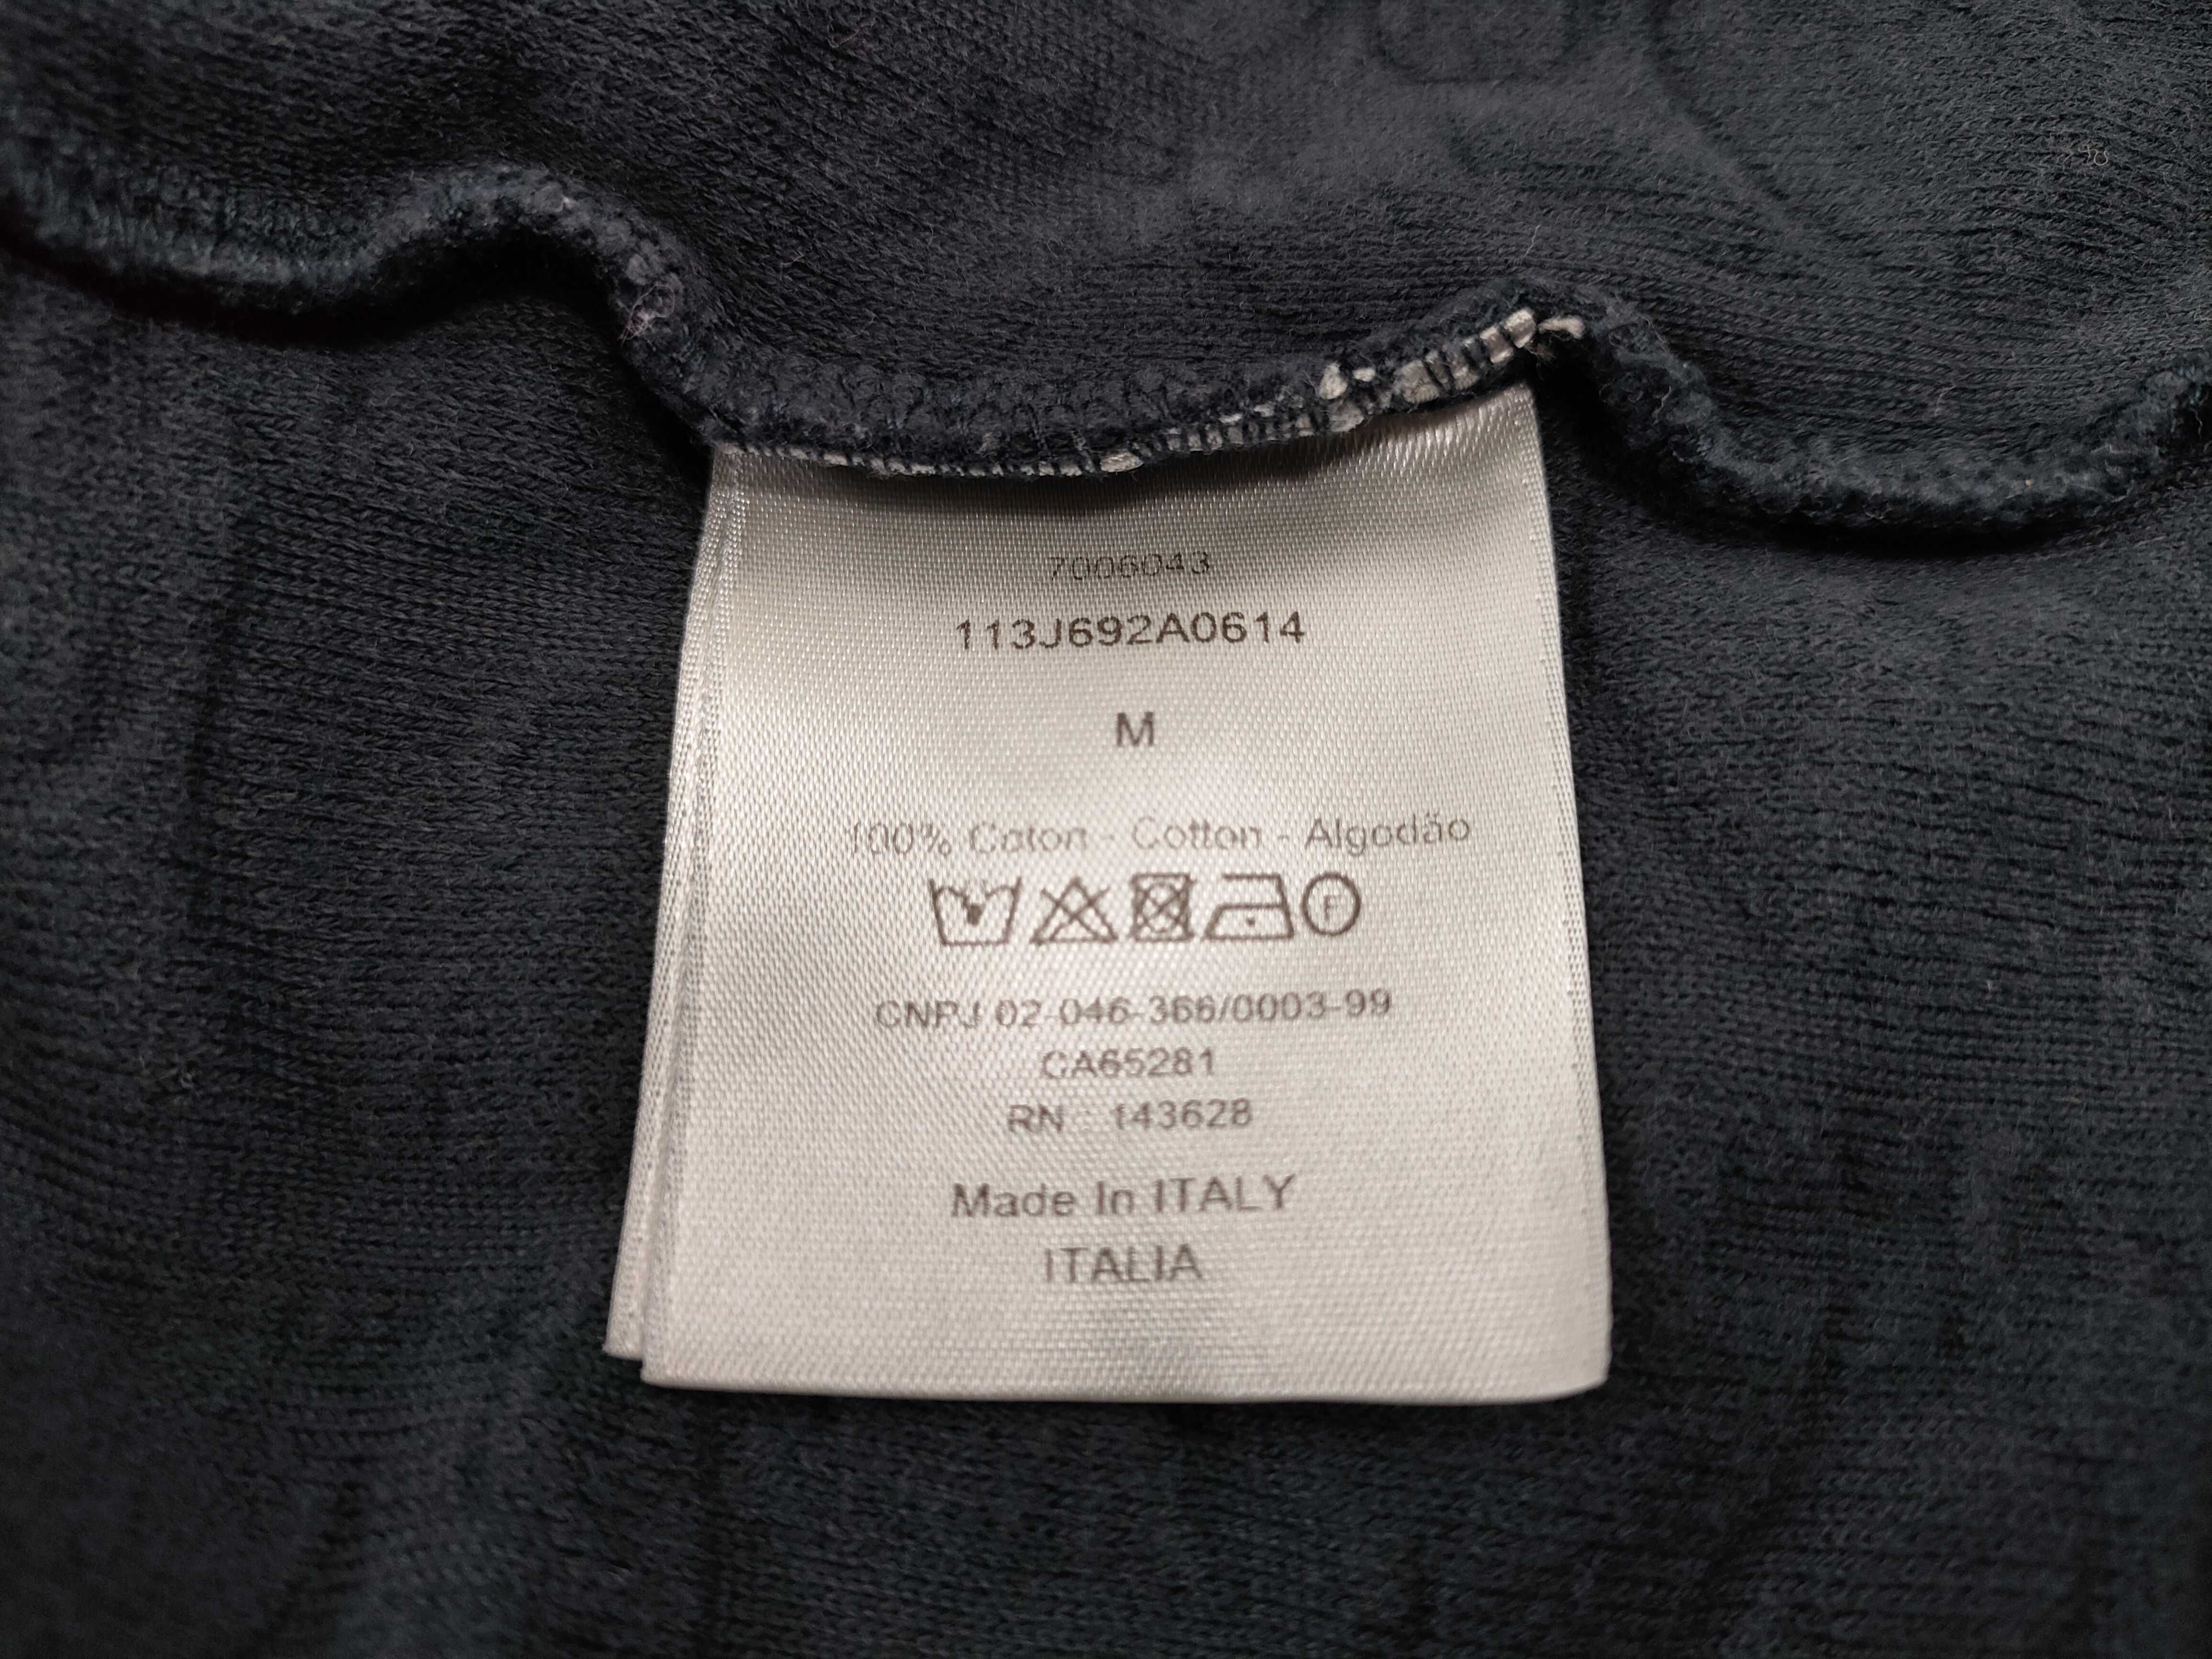 7006043
113J692A0614
M
100% Coton - Cotton - Algodão
F
CNPJ 02-046-366/0003-99
CA65281
RN : 143628
Made In ITALY
ITALIA